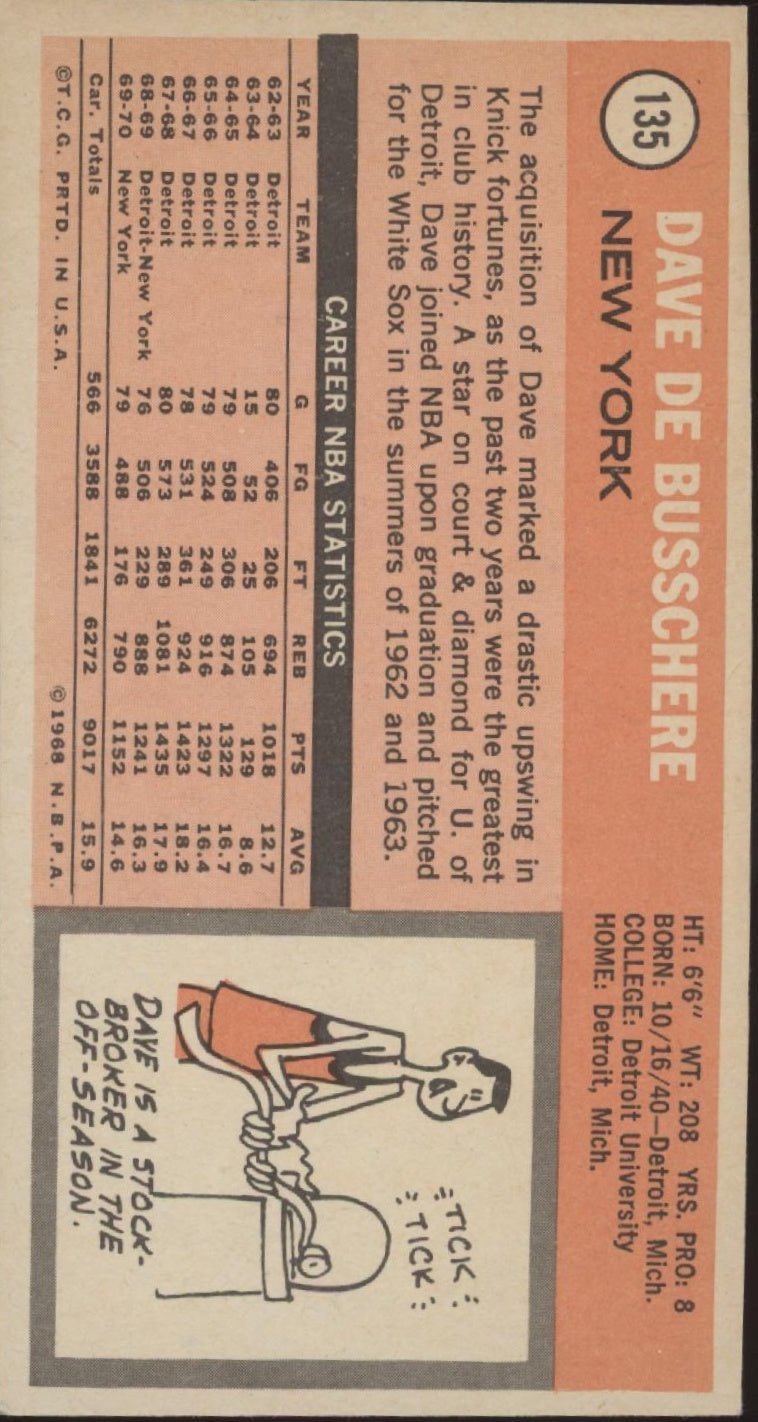 135
DAVE DE BUSSCHERE
NEW YORK
HT: 6'6" WT: 208 YRS. PRO: 8
BORN: 10/16/40—Detroit, Mich.
COLLEGE: Detroit University
HOME: Detroit, Mich.
The acquisition of Dave marked a drastic upswing in
Knick fortunes, as the past two years were the greatest
in club history. A star on court & diamond for U. of
Detroit, Dave joined NBA upon graduation and pitched
for the White Sox in the summers of 1962 and 1963.
CAREER NBA STATISTICS
YEAR TEAM G FG FT REB PTS AVG
62-63 Detroit 80 406 206 694 1018 12.7
63-64 Detroit 15 52 25 105 129 8.6
64-65 Detroit 79 508 306 874 1322 16.7
65-66 Detroit 79 524 249 916 1297 16.4
66-67 Detroit 78 531 361 924 1423 18.2
67-68 Detroit 80 573 289 1081 1435 17.9
68-69 Detroit-New York 76 506 229 888 1241 16.3
69-70 New York 79 488 176 790 1152 14.6
Car. Totals 566 3588 1841 6272 9017 15.9
©T.C.G. PRTD. IN U.S.A. ©1968 N.B.P.A.
TICK
TICK
DAVE IS A STOCK-
BROKER IN THE
OFF-SEASON.